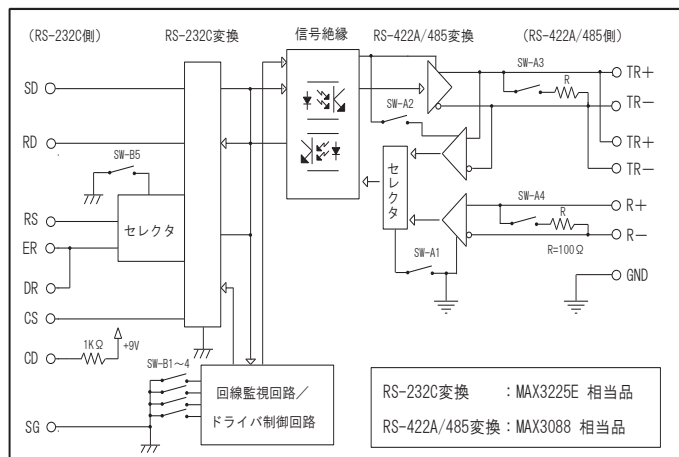 (RS-232C側) RS-232C変換 信号絶縁 RS-422A/485変換 (RS-422A/485側)
SD
RD
SW-B5
RS
ER
DR
CS
CD
SG
セレクタ
1KΩ
+9V
SW-B1～4
回線監視回路／
ドライバ制御回路
SW-A2
セレクタ
SW-A1
SW-A3
R
SW-A4
R
R=100Ω
TR+
TR−
TR+
TR−
R+
R−
GND
RS-232C変換 ：MAX3225E 相当品
RS-422A/485変換：MAX3088 相当品